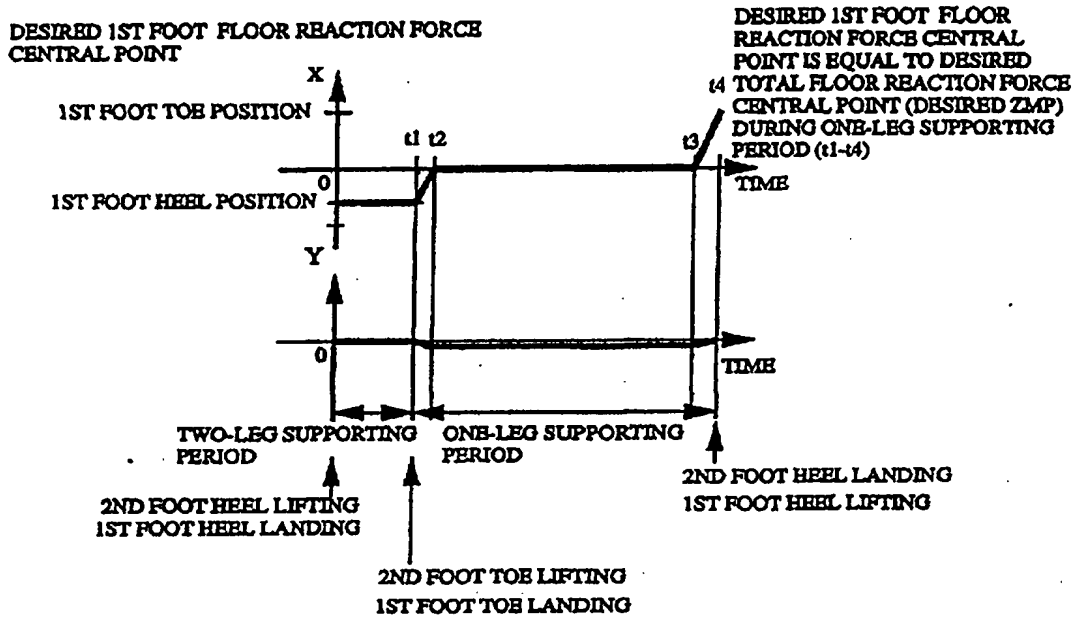 DESIRED 1ST FOOT FLOOR REACTION FORCE
CENTRAL POINT
DESIRED 1ST FOOT FLOOR
REACTION FORCE CENTRAL
POINT IS EQUAL TO DESIRED
t4 TOTAL FLOOR REACTION FORCE
CENTRAL POINT (DESIRED ZMP)
DURING ONE-LEG SUPPORTING
PERIOD (t1-t4)
X
1ST FOOT TOE POSITION
t1 t2
t3
0
TIME
1ST FOOT HEEL POSITION
Y
0
TIME
TWO-LEG SUPPORTING
PERIOD
ONE-LEG SUPPORTING
PERIOD
2ND FOOT HEEL LANDING
1ST FOOT HEEL LIFTING
2ND FOOT HEEL LIFTING
1ST FOOT HEEL LANDING
2ND FOOT TOE LIFTING
1ST FOOT TOE LANDING